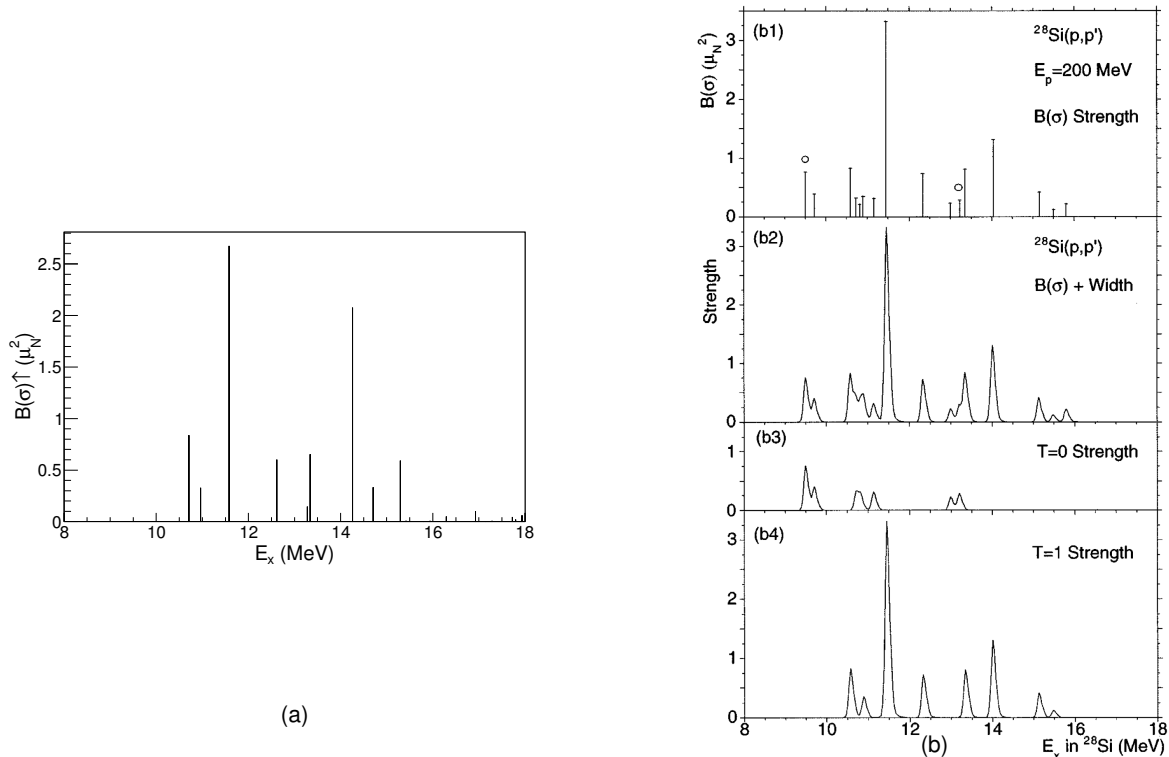 B(σ)↑ (μ_N^2)
2.5
2
1.5
1
0.5
0
8 10 12 14 16 18
E_x (MeV)
(a)
(b1)
^28Si(p,p')
E_p=200 MeV
B(σ) Strength
B(σ) (μ_N^2)
3
2
1
0
(b2)
^28Si(p,p')
B(σ) + Width
Strength
3
2
1
0
(b3)
T=0 Strength
1
0
(b4)
T=1 Strength
3
2
1
0
8 10 12 14 16 18
E_x in ^28Si (MeV)
(b)